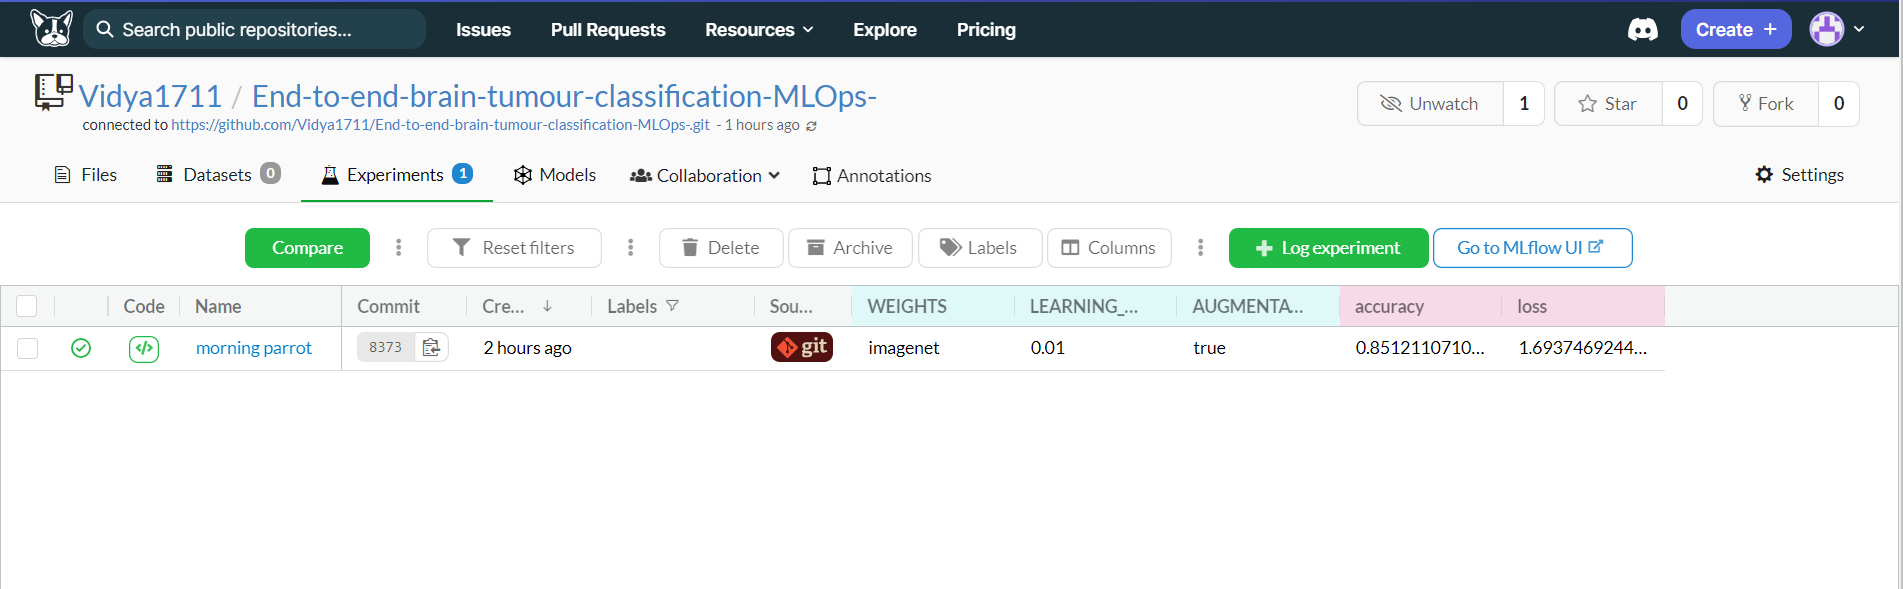 Search public repositories...
Issues
Pull Requests
Resources
Explore
Pricing
Create +
Vidya1711 / End-to-end-brain-tumour-classification-MLOps-
connected to https://github.com/Vidya1711/End-to-end-brain-tumour-classification-MLOps-.git - 1 hours ago
Unwatch 1
Star 0
Fork 0
Files
Datasets 0
Experiments 1
Models
Collaboration
Annotations
Settings
Compare
Reset filters
Delete
Archive
Labels
Columns
Log experiment
Go to MLflow UI
Code Name Commit Cre... Labels Sou... WEIGHTS LEARNING_... AUGMENTA... accuracy loss
morning parrot 8373 2 hours ago git imagenet 0.01 true 0.8512110710... 1.6937469244...